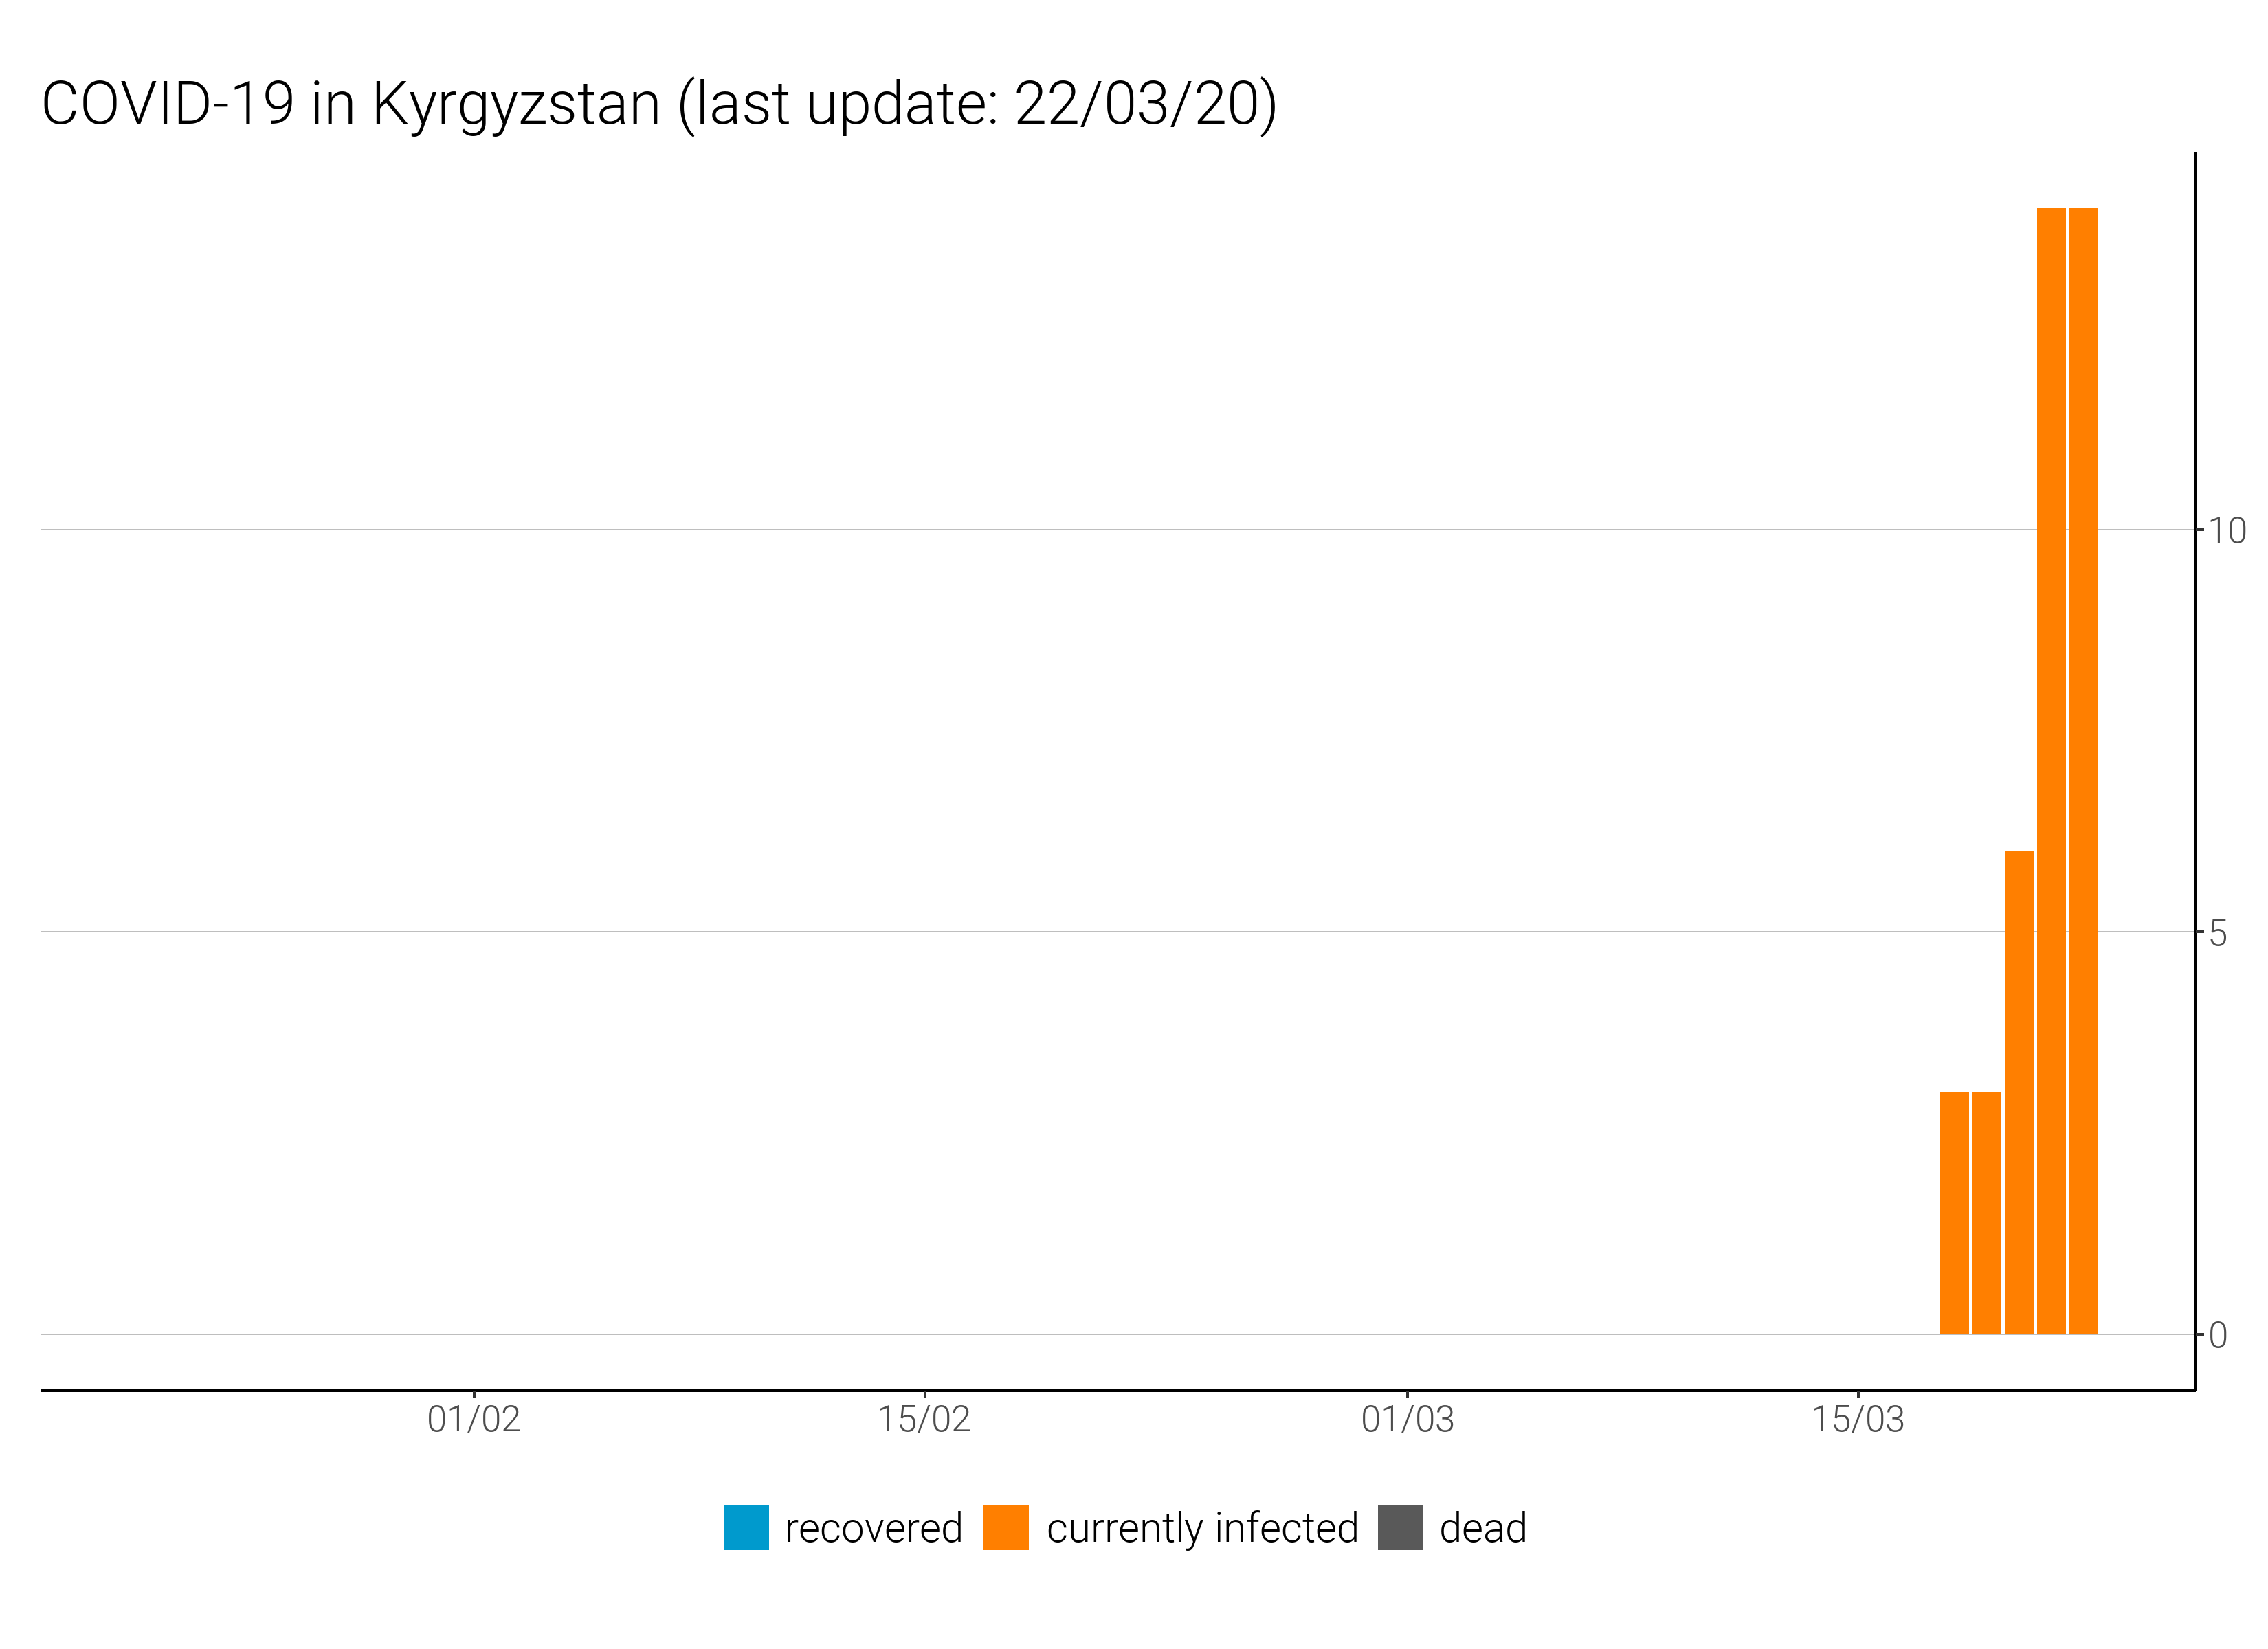 COVID-19 in Kyrgyzstan (last update: 22/03/20)
10
5
0
01/02 15/02 01/03 15/03
recovered currently infected dead